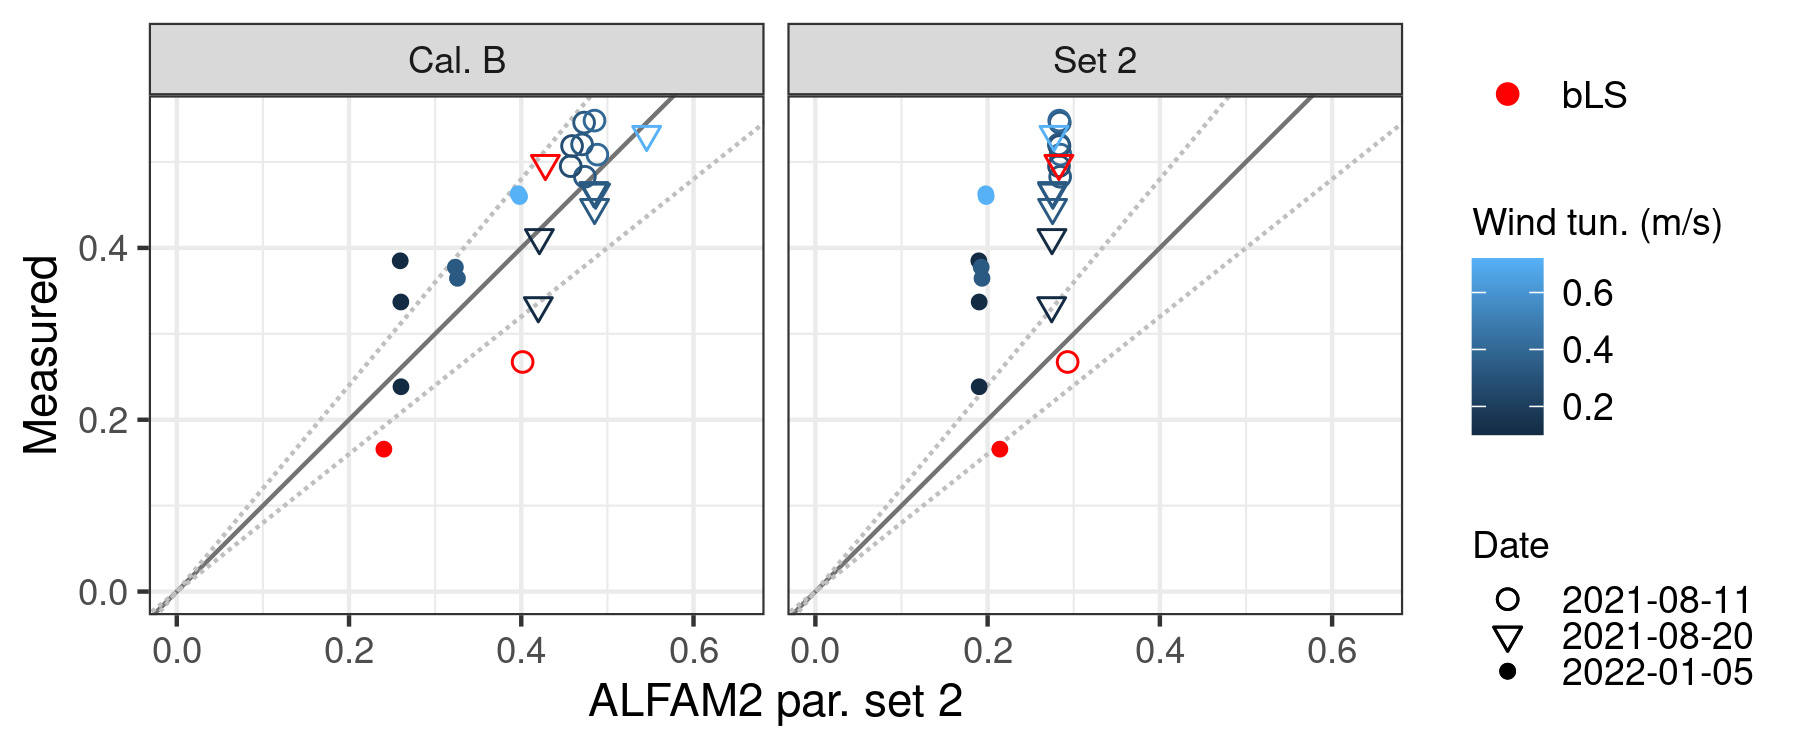 Cal. B
Set 2
bLS
Wind tun. (m/s)
0.6
0.4
0.2
Date
2021-08-11
2021-08-20
2022-01-05
Measured
0.4
0.2
0.0
0.0 0.2 0.4 0.6
0.0 0.2 0.4 0.6
ALFAM2 par. set 2